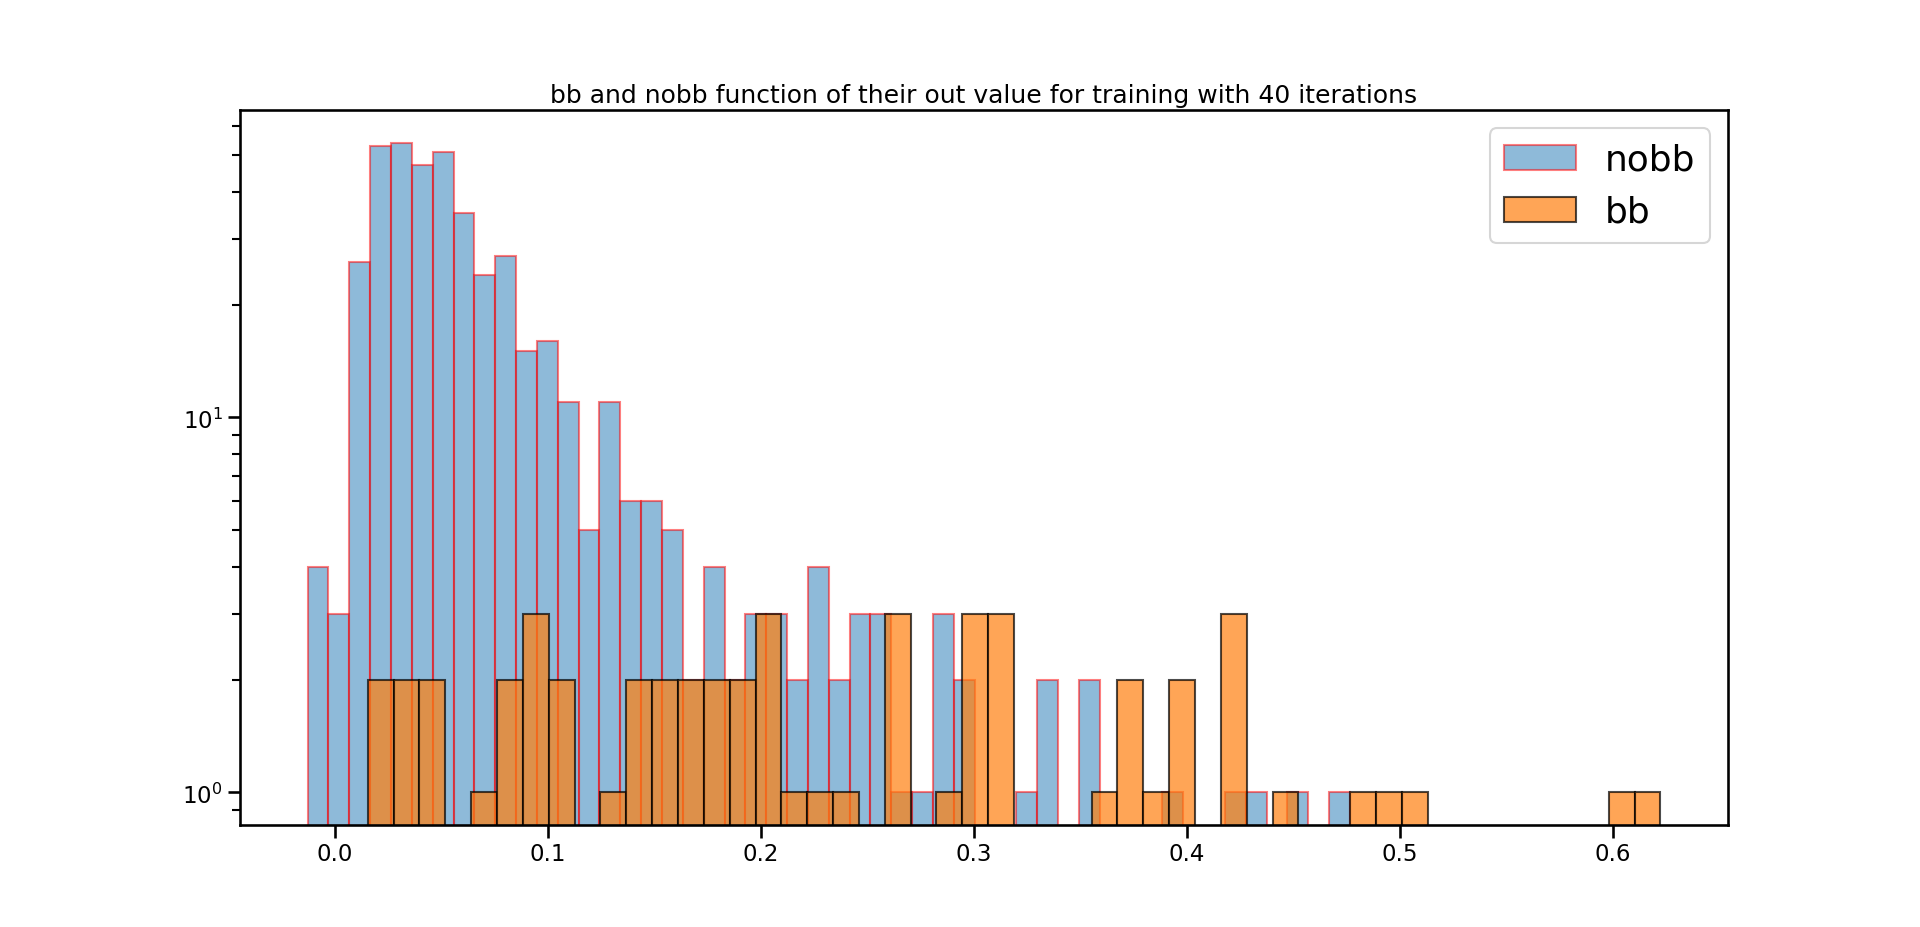 bb and nobb function of their out value for training with 40 iterations
nobb
bb
10¹
10⁰
0.0 0.1 0.2 0.3 0.4 0.5 0.6